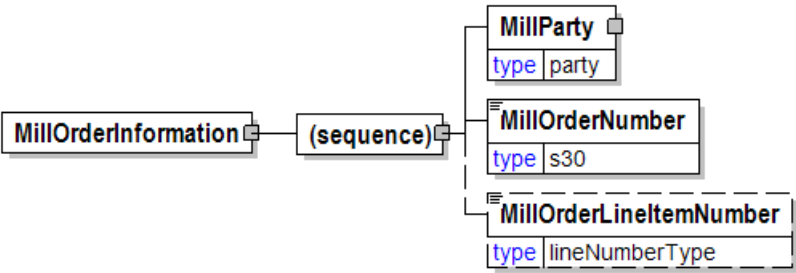 MillParty
type party
MillOrderInformation
(sequence)
MillOrderNumber
type s30
MillOrderLineItemNumber
type lineNumberType